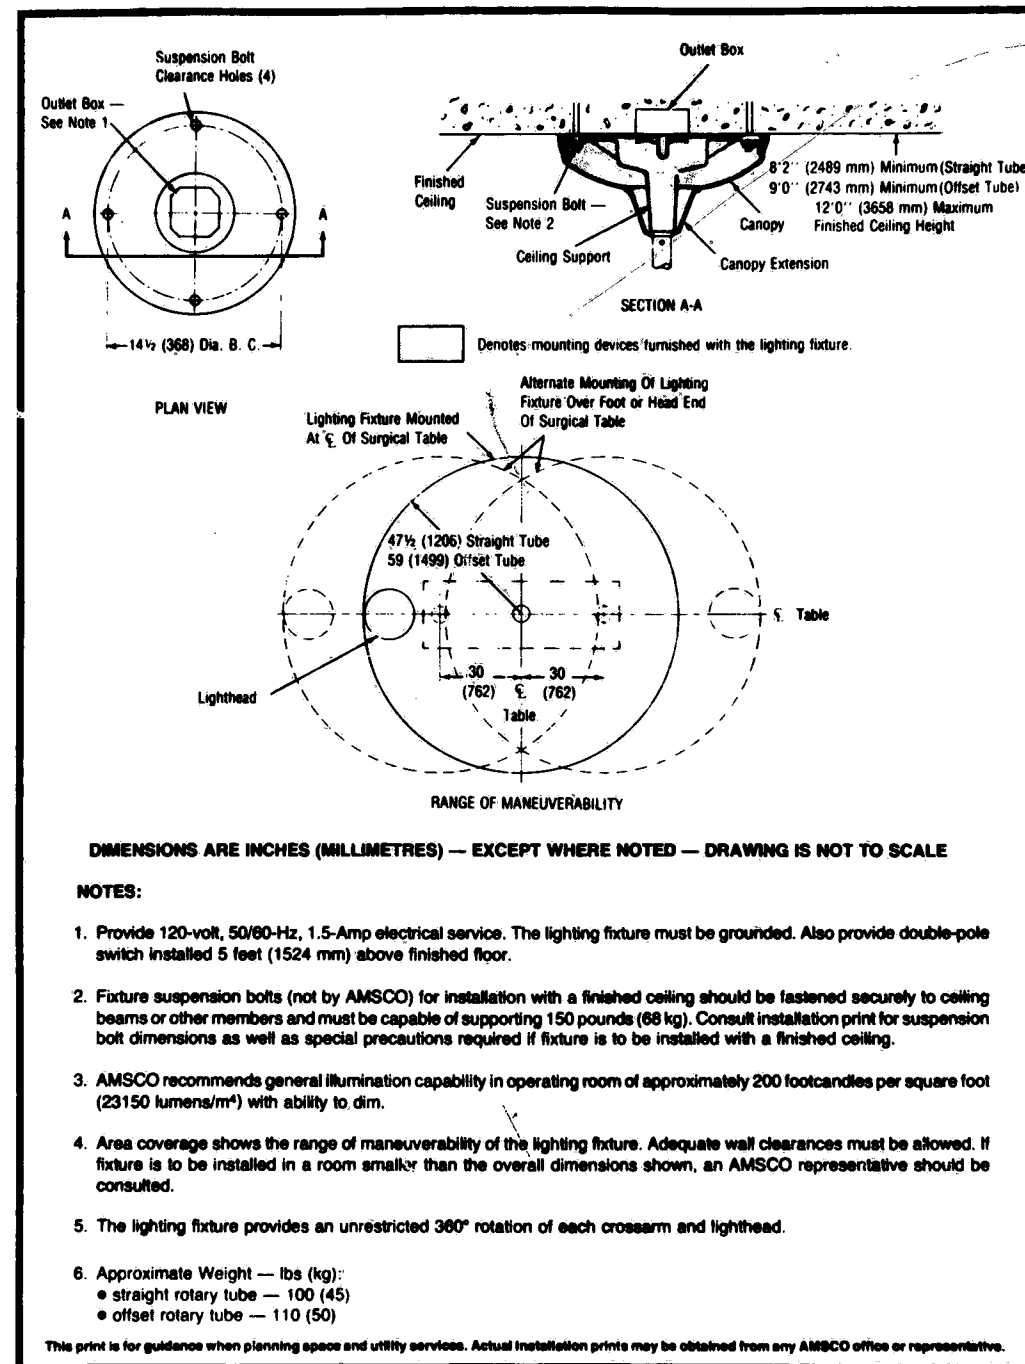 Suspension Bolt
Clearance Holes (4)
Outlet Box —
See Note 1
A
A
14½ (368) Dia. B. C.
PLAN VIEW
Outlet Box
Finished
Ceiling
Suspension Bolt —
See Note 2
Ceiling Support
Canopy
Canopy Extension
8'2'' (2489 mm) Minimum (Straight Tube
9'0'' (2743 mm) Minimum (Offset Tube)
12'0'' (3658 mm) Maximum
Finished Ceiling Height
SECTION A-A
Denotes mounting devices furnished with the lighting fixture.
Alternate Mounting Of Lighting
Fixture Over Foot or Head End
Of Surgical Table
Lighting Fixture Mounted
At ℄ Of Surgical Table
47½ (1206) Straight Tube
59 (1499) Offset Tube
℄ Table
30
(762)
℄
Table
30
(762)
Lighthead
RANGE OF MANEUVERABILITY
DIMENSIONS ARE INCHES (MILLIMETRES) — EXCEPT WHERE NOTED — DRAWING IS NOT TO SCALE
NOTES:
1. Provide 120-volt, 50/60-Hz, 1.5-Amp electrical service. The lighting fixture must be grounded. Also provide double-pole
switch installed 5 feet (1524 mm) above finished floor.
2. Fixture suspension bolts (not by AMSCO) for installation with a finished ceiling should be fastened securely to ceiling
beams or other members and must be capable of supporting 150 pounds (68 kg). Consult installation print for suspension
bolt dimensions as well as special precautions required if fixture is to be installed with a finished ceiling.
3. AMSCO recommends general illumination capability in operating room of approximately 200 footcandles per square foot
(23150 lumens/m⁴) with ability to dim.
4. Area coverage shows the range of maneuverability of the lighting fixture. Adequate wall clearances must be allowed. If
fixture is to be installed in a room smaller than the overall dimensions shown, an AMSCO representative should be
consulted.
5. The lighting fixture provides an unrestricted 360° rotation of each crossarm and lighthead.
6. Approximate Weight — lbs (kg):
● straight rotary tube — 100 (45)
● offset rotary tube — 110 (50)
This print is for guidance when planning space and utility services. Actual installation prints may be obtained from any AMSCO office or representative.